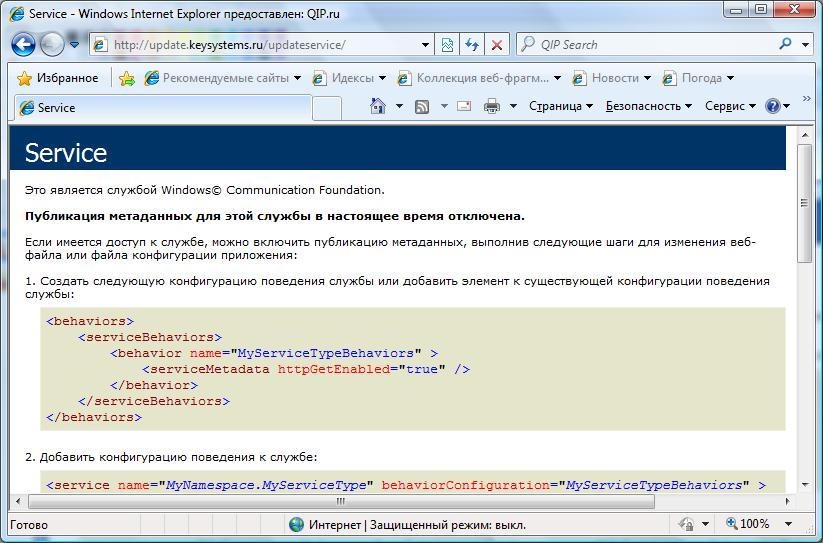 Service - Windows Internet Explorer предоставлен: QIP.ru
http://update.keysystems.ru/updateservice/
QIP Search
Избранное
Рекомендуемые сайты
Индексы
Коллекция веб-фрагм...
Новости
Погода
Service
Страница
Безопасность
Сервис
»
Service
Это является службой Windows© Communication Foundation.
Публикация метаданных для этой службы в настоящее время отключена.
Если имеется доступ к службе, можно включить публикацию метаданных, выполнив следующие шаги для изменения веб-
файла или файла конфигурации приложения:
1. Создать следующую конфигурацию поведения службы или добавить элемент к существующей конфигурации поведения
службы:
<behaviors>
<serviceBehaviors>
<behavior name="MyServiceTypeBehaviors" >
<serviceMetadata httpGetEnabled="true" />
</behavior>
</serviceBehaviors>
</behaviors>
2. Добавить конфигурацию поведения к службе:
<service name="MyNamespace.MyServiceType" behaviorConfiguration="MyServiceTypeBehaviors" >
Готово
Интернет | Защищенный режим: выкл.
100%